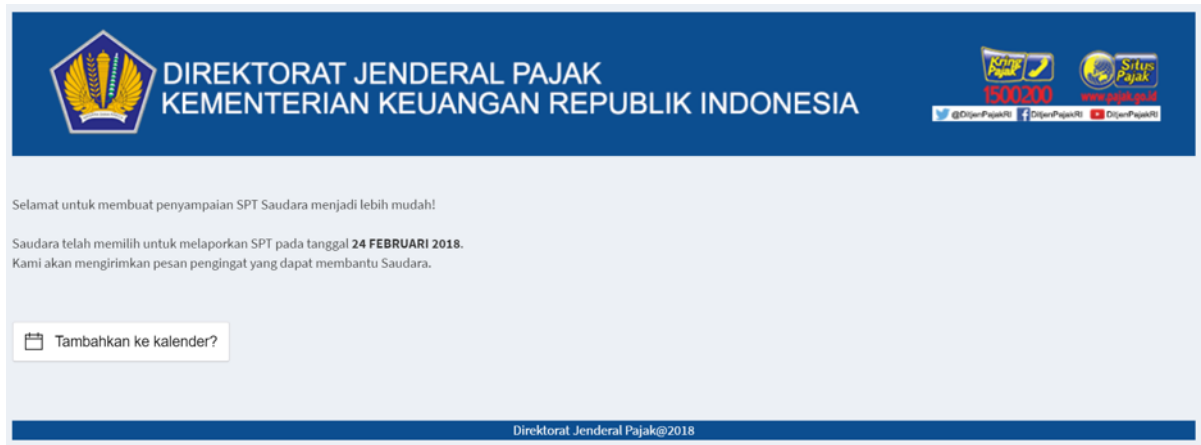 DIREKTORAT JENDERAL PAJAK
KEMENTERIAN KEUANGAN REPUBLIK INDONESIA
Kring Pajak
1500200
Situs Pajak
www.pajak.go.id
@DitjenPajakRI DitjenPajakRI DitjenPajakRI
Selamat untuk membuat penyampaian SPT Saudara menjadi lebih mudah!
Saudara telah memilih untuk melaporkan SPT pada tanggal 24 FEBRUARI 2018.
Kami akan mengirimkan pesan pengingat yang dapat membantu Saudara.
Tambahkan ke kalender?
Direktorat Jenderal Pajak@2018